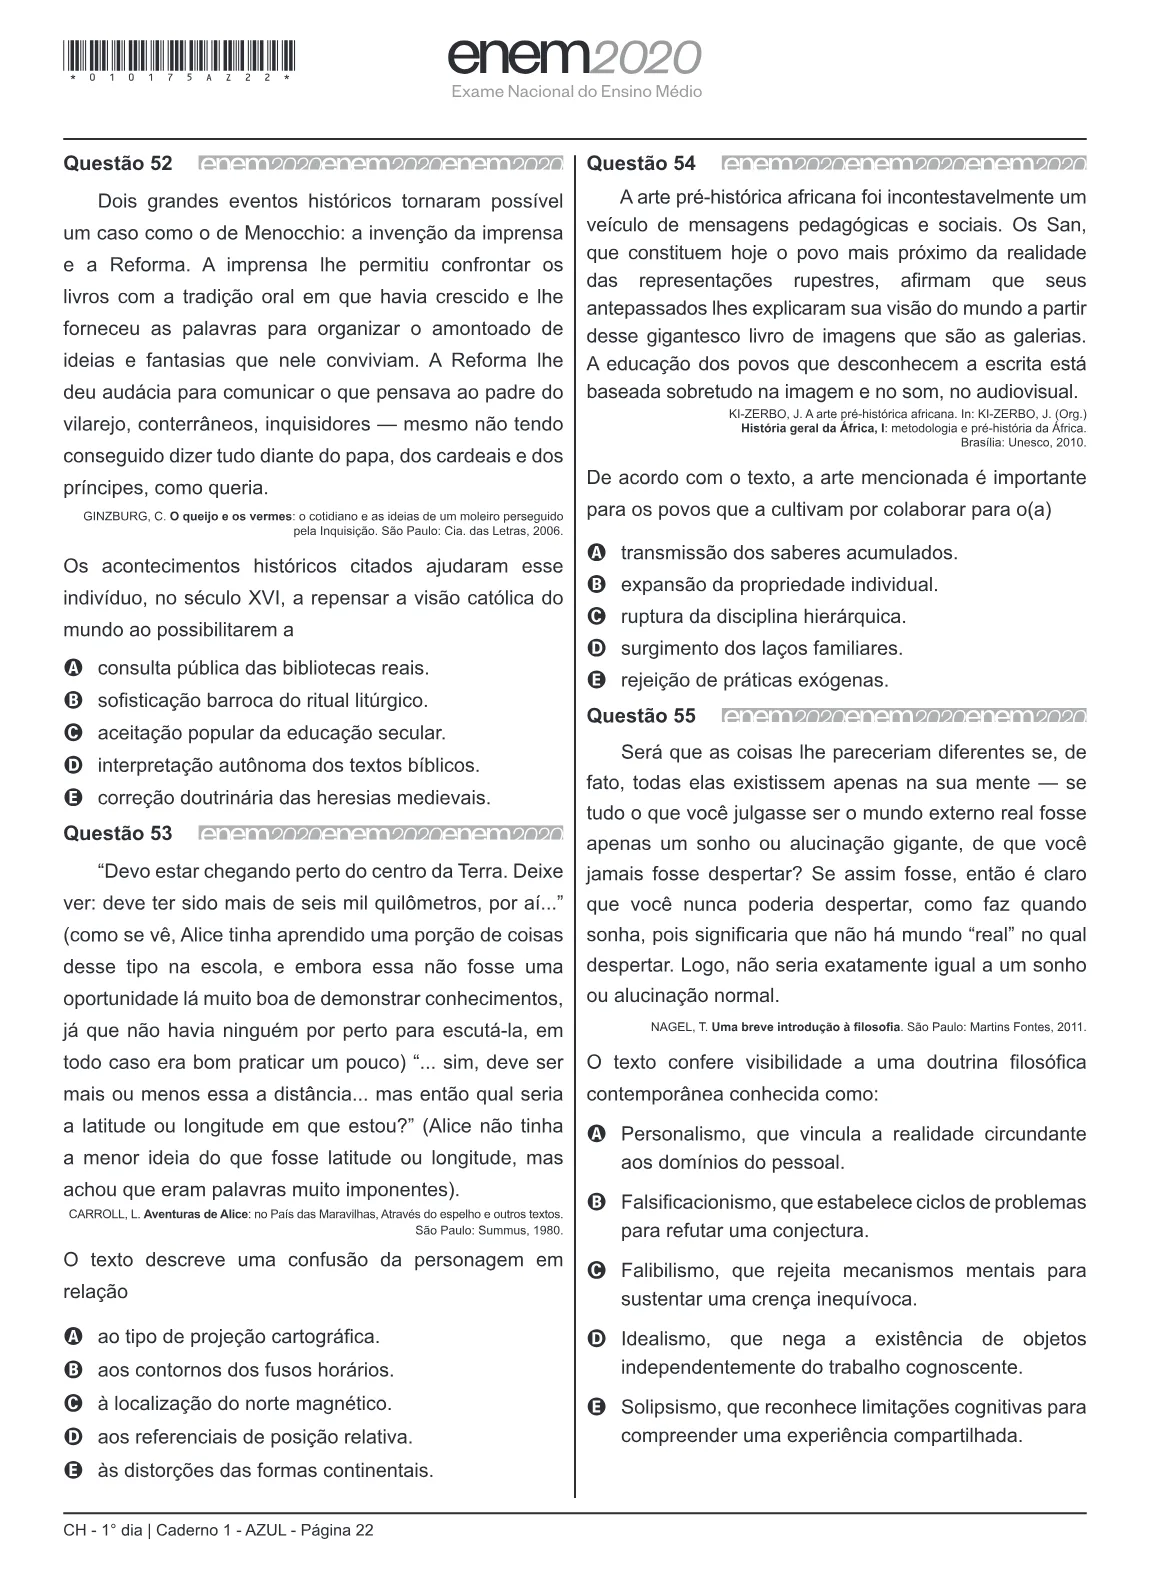 *010175AZ22*
enem2020
Exame Nacional do Ensino Médio
Questão 52 enem2020enem2020enem2020
Dois grandes eventos históricos tornaram possível
um caso como o de Menocchio: a invenção da imprensa
e a Reforma. A imprensa lhe permitiu confrontar os
livros com a tradição oral em que havia crescido e lhe
forneceu as palavras para organizar o amontoado de
ideias e fantasias que nele conviviam. A Reforma lhe
deu audácia para comunicar o que pensava ao padre do
vilarejo, conterrâneos, inquisidores — mesmo não tendo
conseguido dizer tudo diante do papa, dos cardeais e dos
príncipes, como queria.
GINZBURG, C. O queijo e os vermes: o cotidiano e as ideias de um moleiro perseguido
pela Inquisição. São Paulo: Cia. das Letras, 2006.
Os acontecimentos históricos citados ajudaram esse
indivíduo, no século XVI, a repensar a visão católica do
mundo ao possibilitarem a
A consulta pública das bibliotecas reais.
B sofisticação barroca do ritual litúrgico.
C aceitação popular da educação secular.
D interpretação autônoma dos textos bíblicos.
E correção doutrinária das heresias medievais.
Questão 53 enem2020enem2020enem2020
“Devo estar chegando perto do centro da Terra. Deixe
ver: deve ter sido mais de seis mil quilômetros, por aí...”
(como se vê, Alice tinha aprendido uma porção de coisas
desse tipo na escola, e embora essa não fosse uma
oportunidade lá muito boa de demonstrar conhecimentos,
já que não havia ninguém por perto para escutá-la, em
todo caso era bom praticar um pouco) “... sim, deve ser
mais ou menos essa a distância... mas então qual seria
a latitude ou longitude em que estou?” (Alice não tinha
a menor ideia do que fosse latitude ou longitude, mas
achou que eram palavras muito imponentes).
CARROLL, L. Aventuras de Alice: no País das Maravilhas, Através do espelho e outros textos.
São Paulo: Summus, 1980.
O texto descreve uma confusão da personagem em
relação
A ao tipo de projeção cartográfica.
B aos contornos dos fusos horários.
C à localização do norte magnético.
D aos referenciais de posição relativa.
E às distorções das formas continentais.
Questão 54 enem2020enem2020enem2020
A arte pré-histórica africana foi incontestavelmente um
veículo de mensagens pedagógicas e sociais. Os San,
que constituem hoje o povo mais próximo da realidade
das representações rupestres, afirmam que seus
antepassados lhes explicaram sua visão do mundo a partir
desse gigantesco livro de imagens que são as galerias.
A educação dos povos que desconhecem a escrita está
baseada sobretudo na imagem e no som, no audiovisual.
KI-ZERBO, J. A arte pré-histórica africana. In: KI-ZERBO, J. (Org.)
História geral da África, I: metodologia e pré-história da África.
Brasília: Unesco, 2010.
De acordo com o texto, a arte mencionada é importante
para os povos que a cultivam por colaborar para o(a)
A transmissão dos saberes acumulados.
B expansão da propriedade individual.
C ruptura da disciplina hierárquica.
D surgimento dos laços familiares.
E rejeição de práticas exógenas.
Questão 55 enem2020enem2020enem2020
Será que as coisas lhe pareceriam diferentes se, de
fato, todas elas existissem apenas na sua mente — se
tudo o que você julgasse ser o mundo externo real fosse
apenas um sonho ou alucinação gigante, de que você
jamais fosse despertar? Se assim fosse, então é claro
que você nunca poderia despertar, como faz quando
sonha, pois significaria que não há mundo “real” no qual
despertar. Logo, não seria exatamente igual a um sonho
ou alucinação normal.
NAGEL, T. Uma breve introdução à filosofia. São Paulo: Martins Fontes, 2011.
O texto confere visibilidade a uma doutrina filosófica
contemporânea conhecida como:
A Personalismo, que vincula a realidade circundante
aos domínios do pessoal.
B Falsificacionismo, que estabelece ciclos de problemas
para refutar uma conjectura.
C Falibilismo, que rejeita mecanismos mentais para
sustentar uma crença inequívoca.
D Idealismo, que nega a existência de objetos
independentemente do trabalho cognoscente.
E Solipsismo, que reconhece limitações cognitivas para
compreender uma experiência compartilhada.
CH - 1° dia | Caderno 1 - AZUL - Página 22